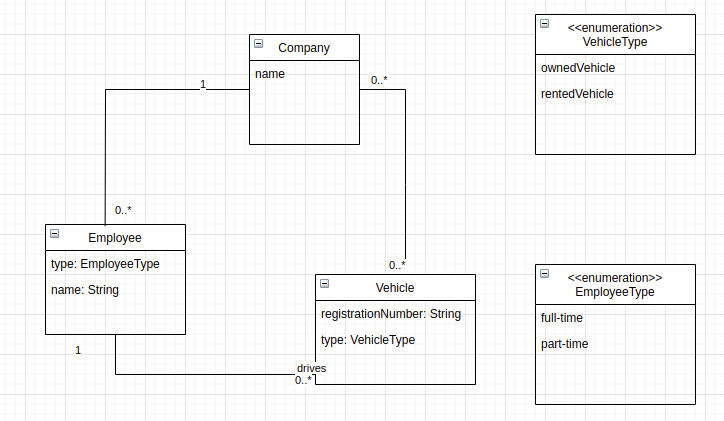 Company
name
1
0..*
0..*
0..*
Employee
type: EmployeeType
name: String
1
Vehicle
registrationNumber: String
type: VehicleType
drives
0..*
<<enumeration>>
VehicleType
ownedVehicle
rentedVehicle
<<enumeration>>
EmployeeType
full-time
part-time